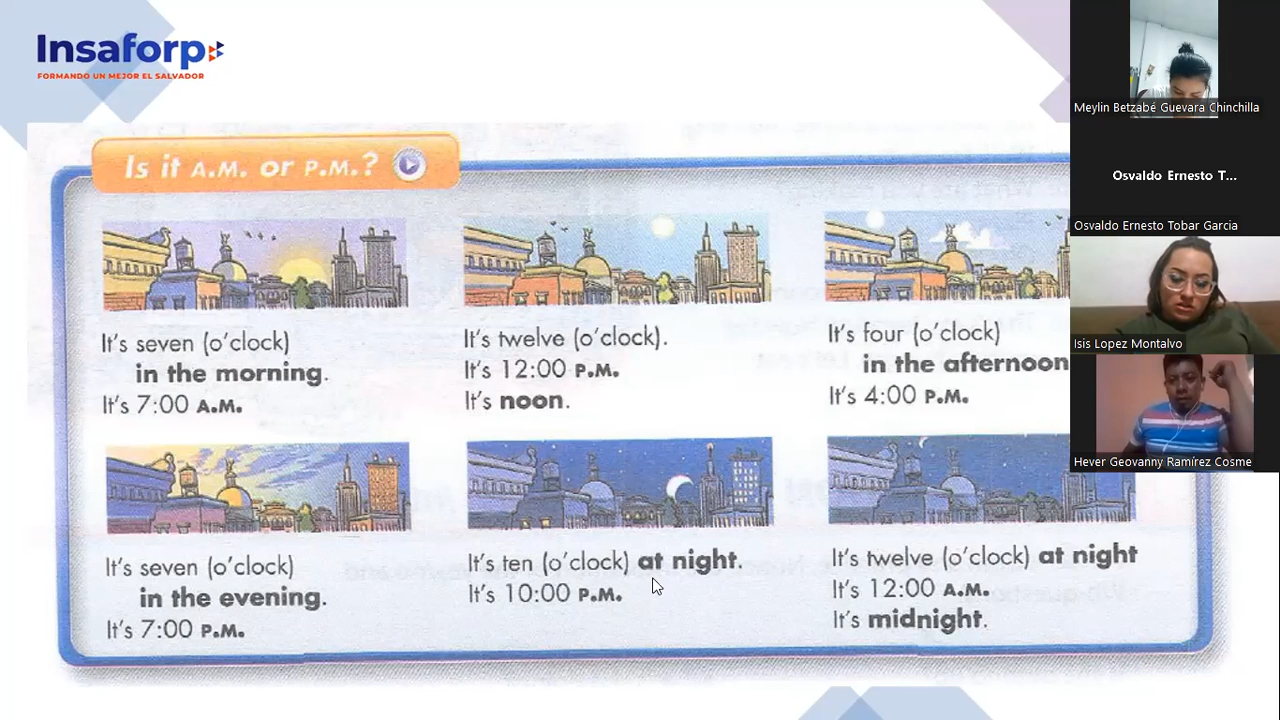 Insaforp
FORMANDO UN MEJOR EL SALVADOR
Is it A.M. or P.M.?
It's seven (o'clock)
in the morning.
It's 7:00 A.M.
It's twelve (o'clock).
It's 12:00 P.M.
It's noon.
It's four (o'clock)
in the afternoon
It's 4:00 P.M.
It's seven (o'clock)
in the evening.
It's 7:00 P.M.
It's ten (o'clock) at night.
It's 10:00 P.M.
It's twelve (o'clock) at night
It's 12:00 A.M.
It's midnight.
Meylin Betzabé Guevara Chinchilla
Osvaldo Ernesto T...
Osvaldo Ernesto Tobar Garcia
Isis Lopez Montalvo
Hever Geovanny Ramírez Cosme